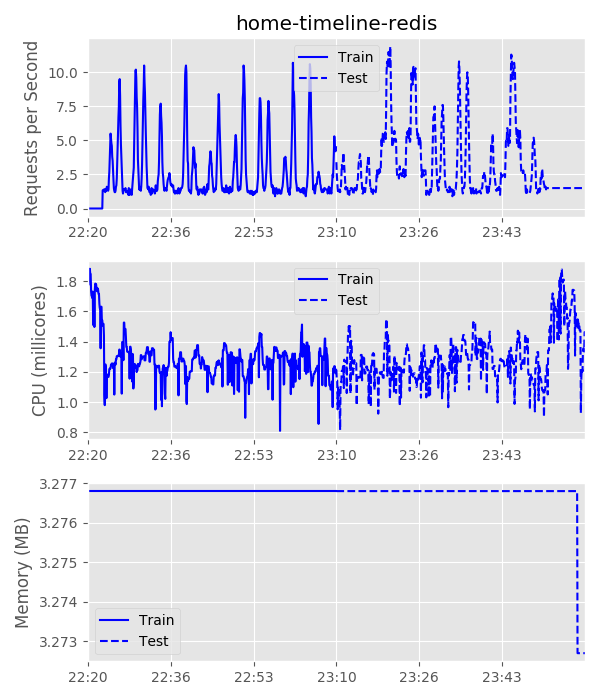 home-timeline-redis
Requests per Second
10.0
7.5
5.0
2.5
0.0
Train
Test
22:20 22:36 22:53 23:10 23:26 23:43
CPU (millicores)
1.8
1.6
1.4
1.2
1.0
0.8
Train
Test
22:20 22:36 22:53 23:10 23:26 23:43
Memory (MB)
3.277
3.276
3.275
3.274
3.273
Train
Test
22:20 22:36 22:53 23:10 23:26 23:43